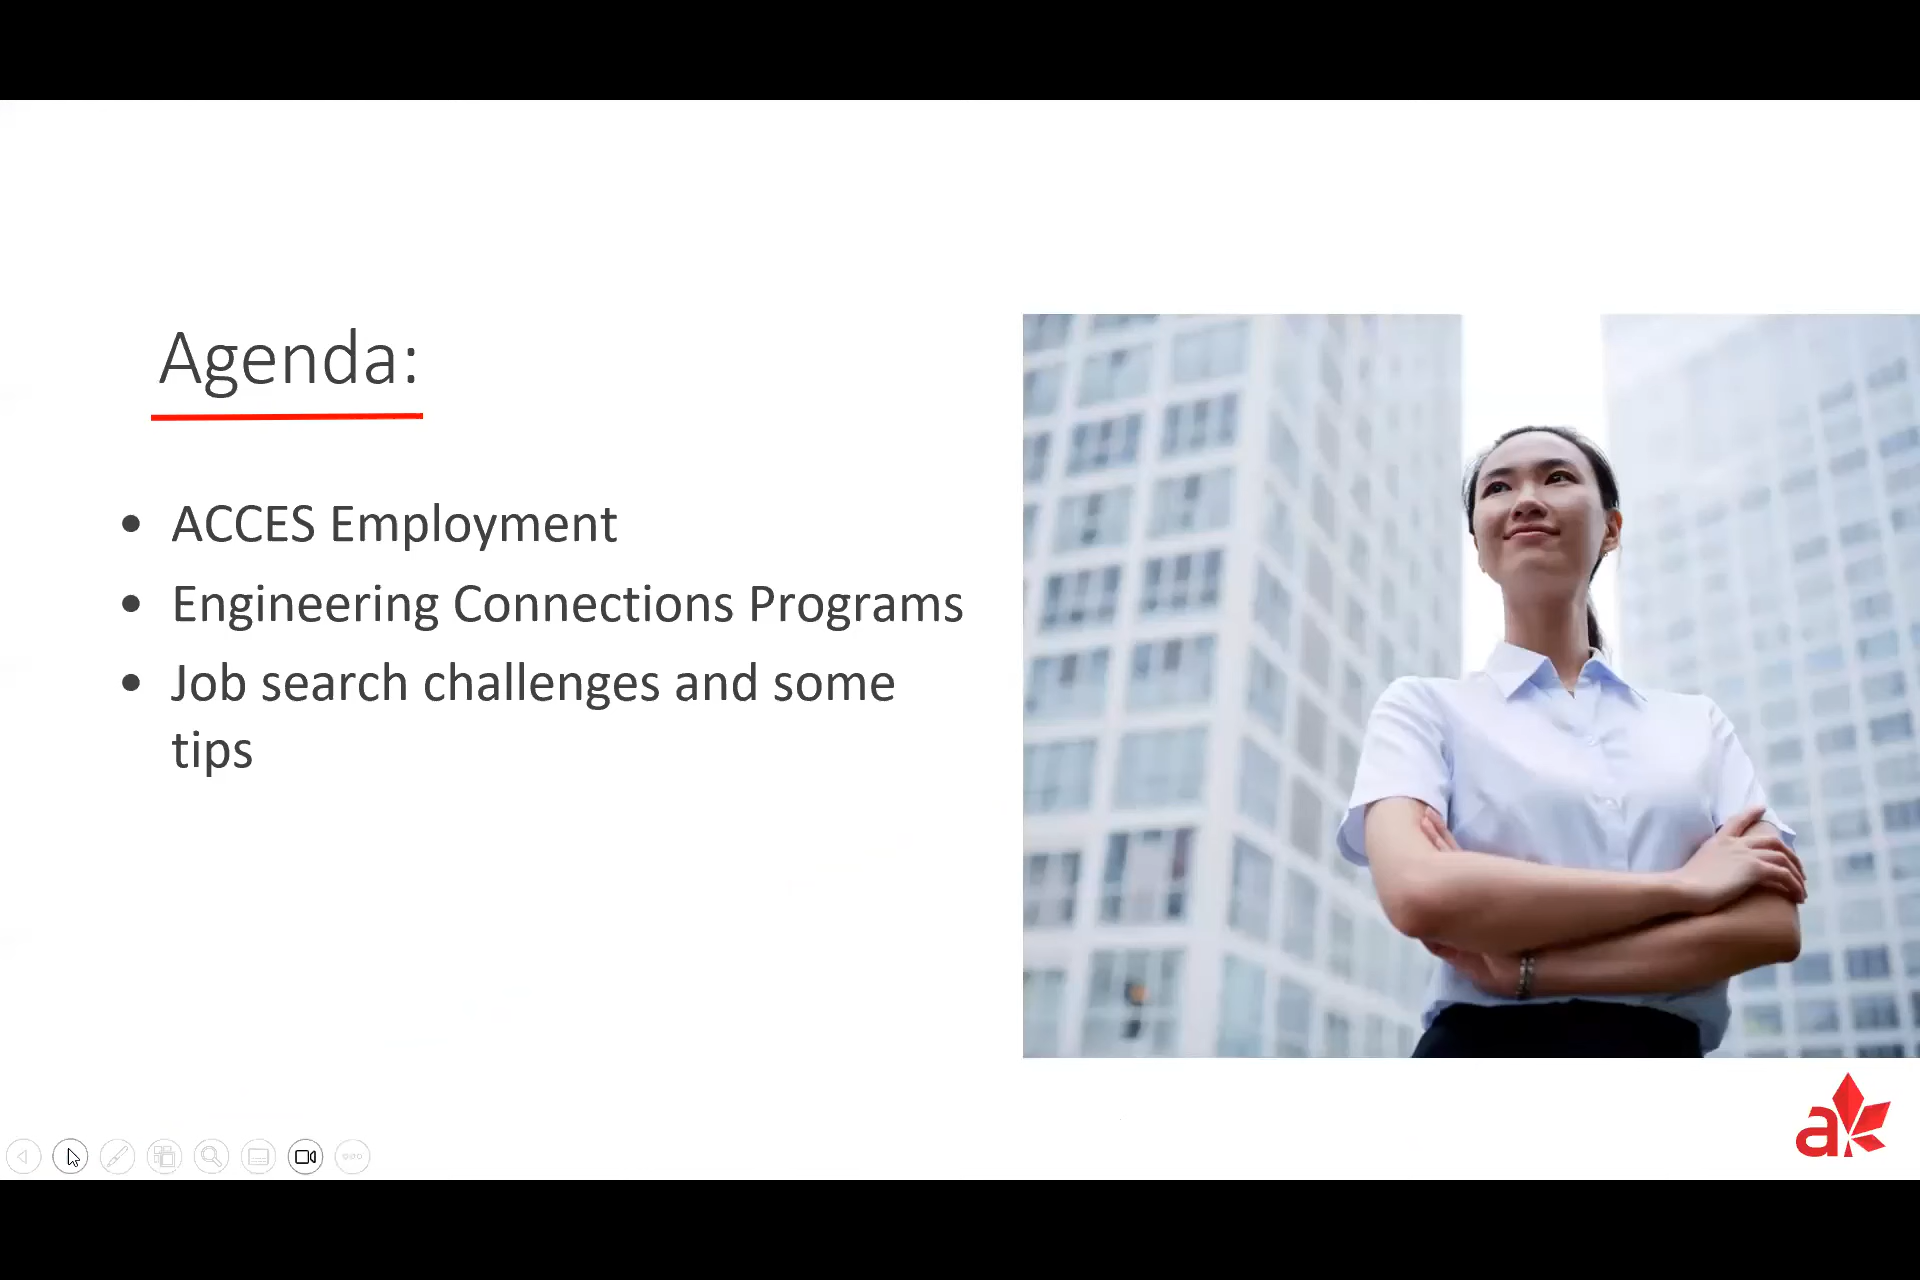 Agenda:
• ACCES Employment
• Engineering Connections Programs
• Job search challenges and some
tips
a